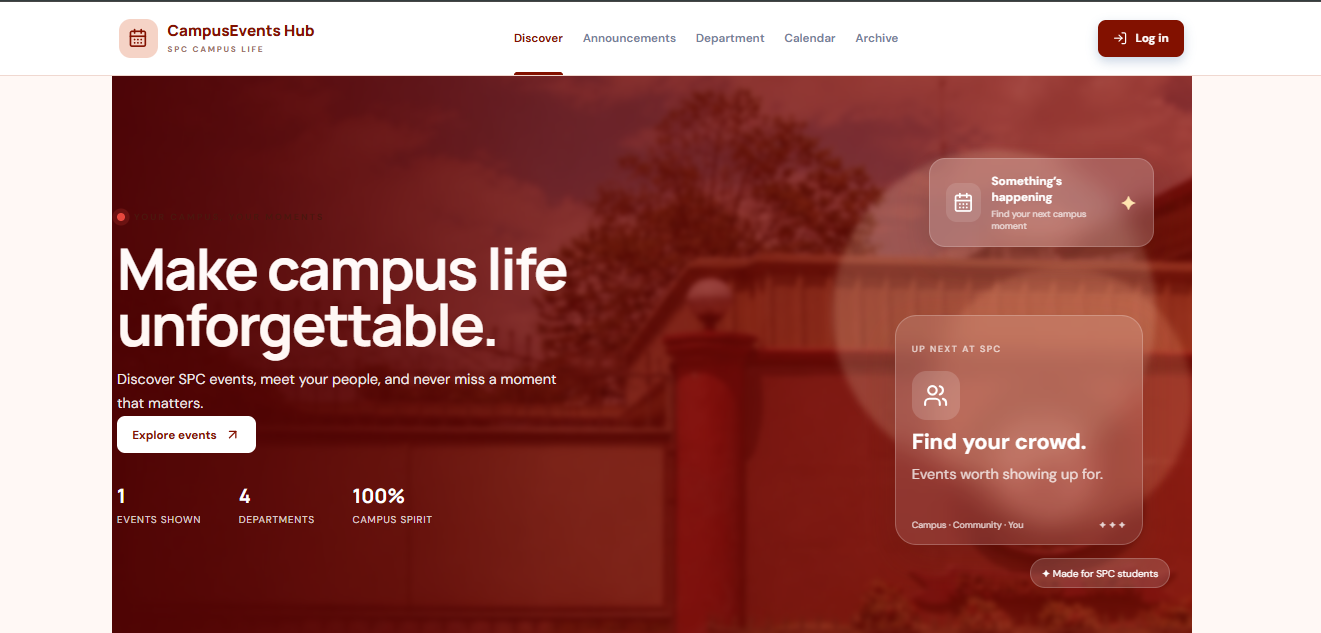 CampusEvents Hub
SPC CAMPUS LIFE
Discover
Announcements
Department
Calendar
Archive
Log in
Make campus life
unforgettable.
Discover SPC events, meet your people, and never miss a moment
that matters.
Explore events
1
EVENTS SHOWN
4
DEPARTMENTS
100%
CAMPUS SPIRIT
Something's
happening
Find your next campus
moment
UP NEXT AT SPC
Find your crowd.
Events worth showing up for.
Campus · Community · You
Made for SPC students